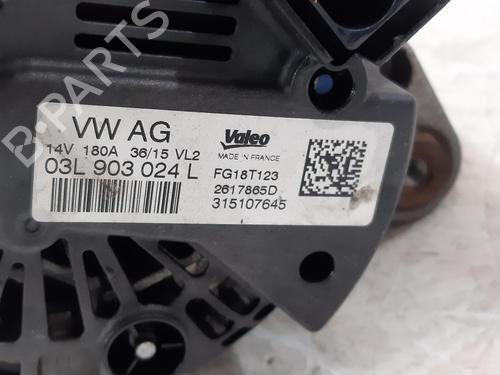 VW AG
14V 180A 36/15 VL2
03L 903 024 L
Valeo
MADE IN FRANCE
FG18T123
2617865D
315107645
B-PARTS